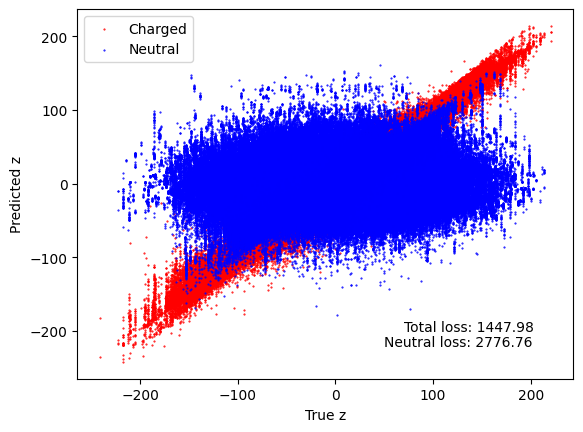 Charged
Neutral
200
100
0
−100
−200
Predicted z
Total loss: 1447.98
Neutral loss: 2776.76
−200
−100
0
100
200
True z